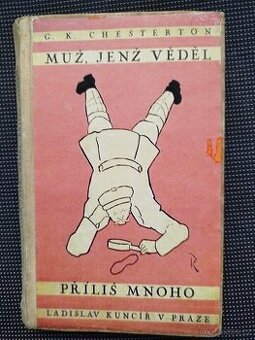 G. K. CHESTERTON
MUŽ, JENŽ VĚDĚL
PŘÍLIŠ MNOHO
LADISLAV KUNCÍŘ V PRAZE